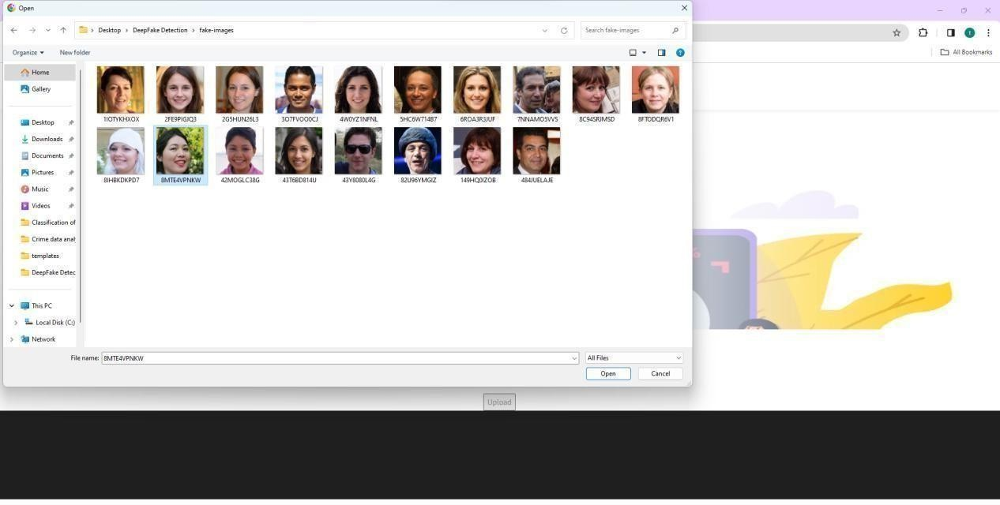 Open
Desktop > DeepFake Detection > fake-images
Search fake-images
Organize
New folder
All Bookmarks
Home
Gallery
Desktop
Downloads
Documents
Pictures
Music
Videos
Classification of
Crime data anal
templates
DeepFake Detec
This PC
Local Disk (C:)
Network
1IOTYKHXOX 2FE9PIGJQ3 2GSHUN26L3 3O7FVOO0CJ 4W0YZ1NFNL 5HC6W714B7 6ROA3R3JUF 7NNAMO5VVS 8C94SRJMSD 8FTODQR6V1
8IHBKDKPD7 8MTE4VPNKW 42MOGLC38G 43T6BD814U 43Y8080L4G 82U96YMGIZ 149HQ0IZOB 484JUELAJE
File name: 8MTE4VPNKW
All Files
Open
Cancel
Upload